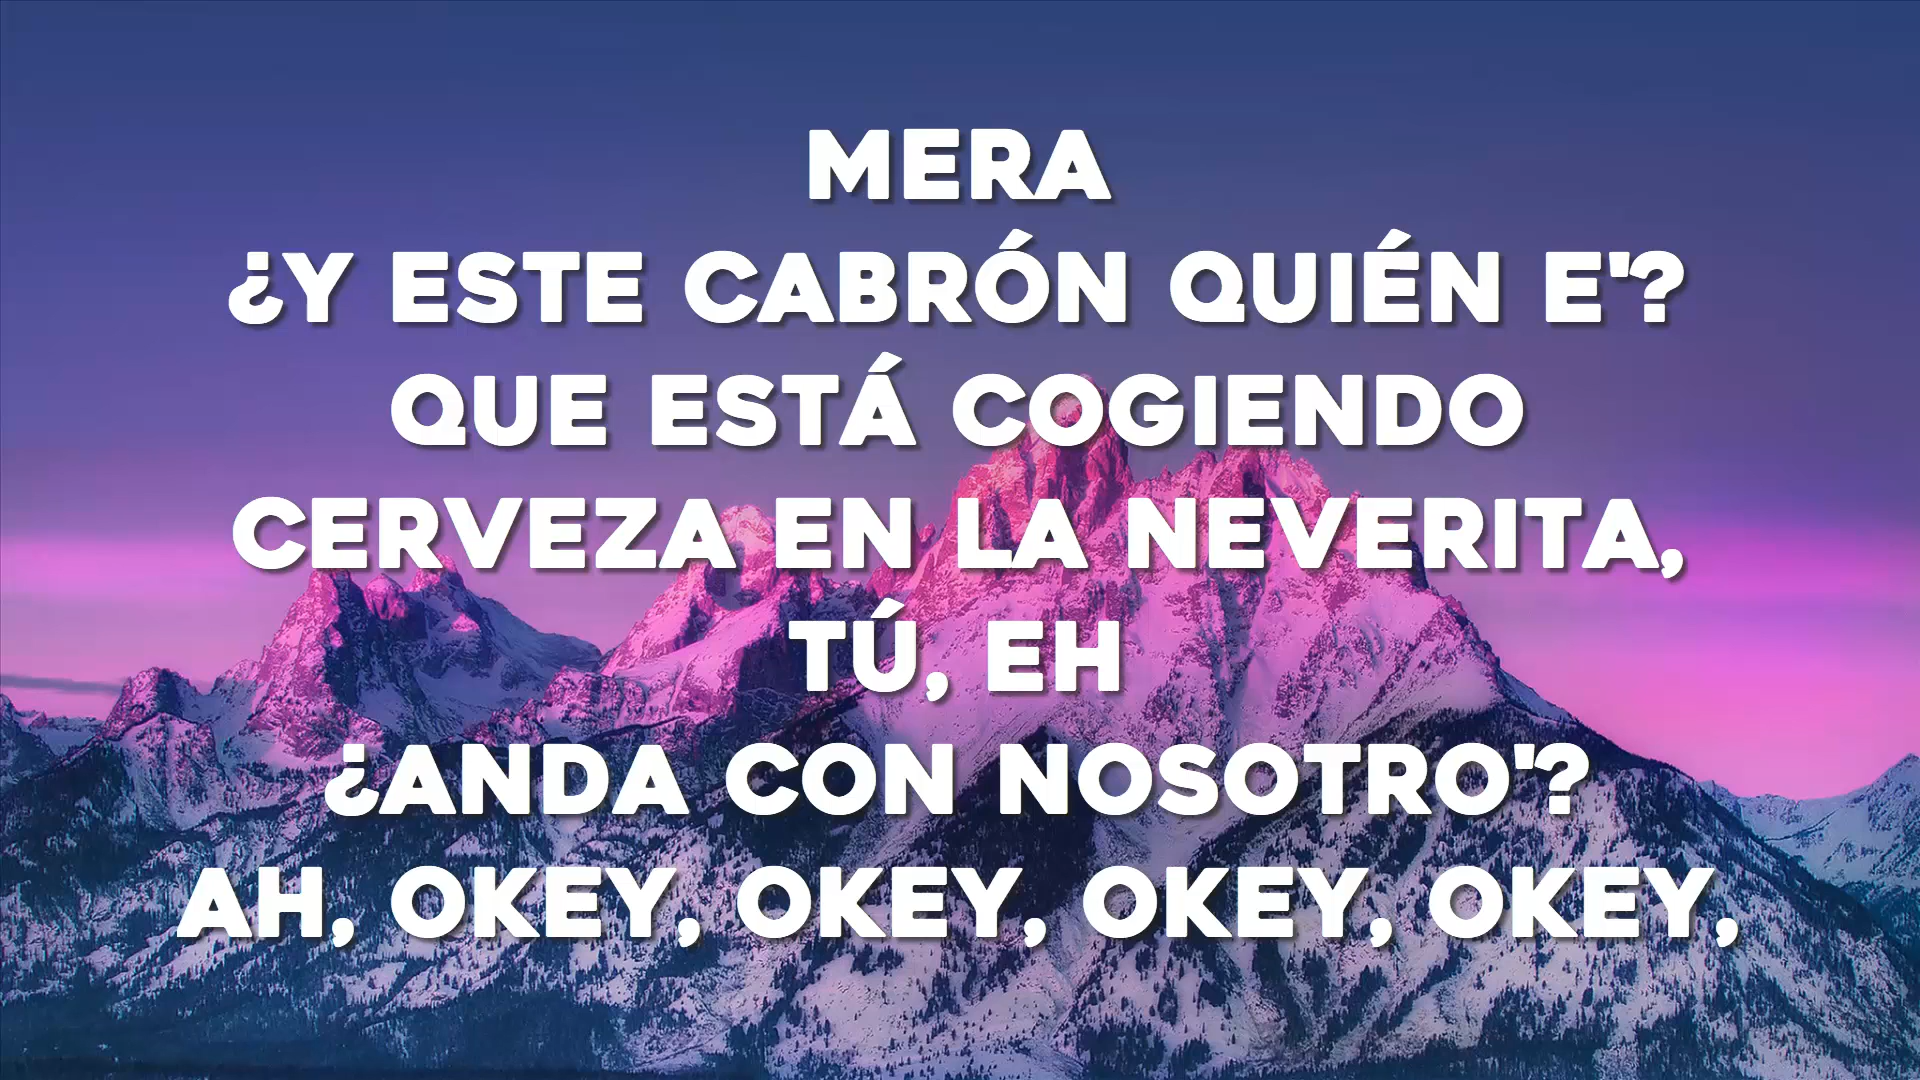 MERA
¿Y ESTE CABRÓN QUIÉN E'?
QUE ESTÁ COGIENDO
CERVEZA EN LA NEVERITA,
TÚ, EH
¿ANDA CON NOSOTRO'?
AH, OKEY, OKEY, OKEY, OKEY,